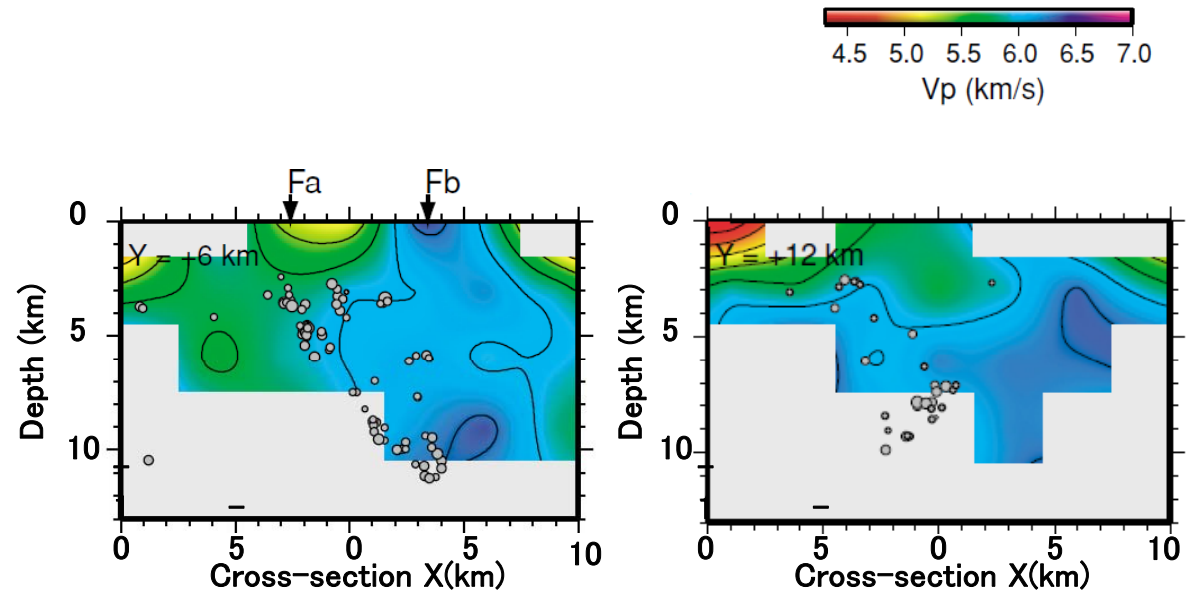 4.5 5.0 5.5 6.0 6.5 7.0
Vp (km/s)
Fa Fb
0 0
Y = +6 km Y = +12 km
5 5
10 10
Depth (km) Depth (km)
0 5 0 5 10 0 5 0 5 10
Cross-section X(km) Cross-section X(km)